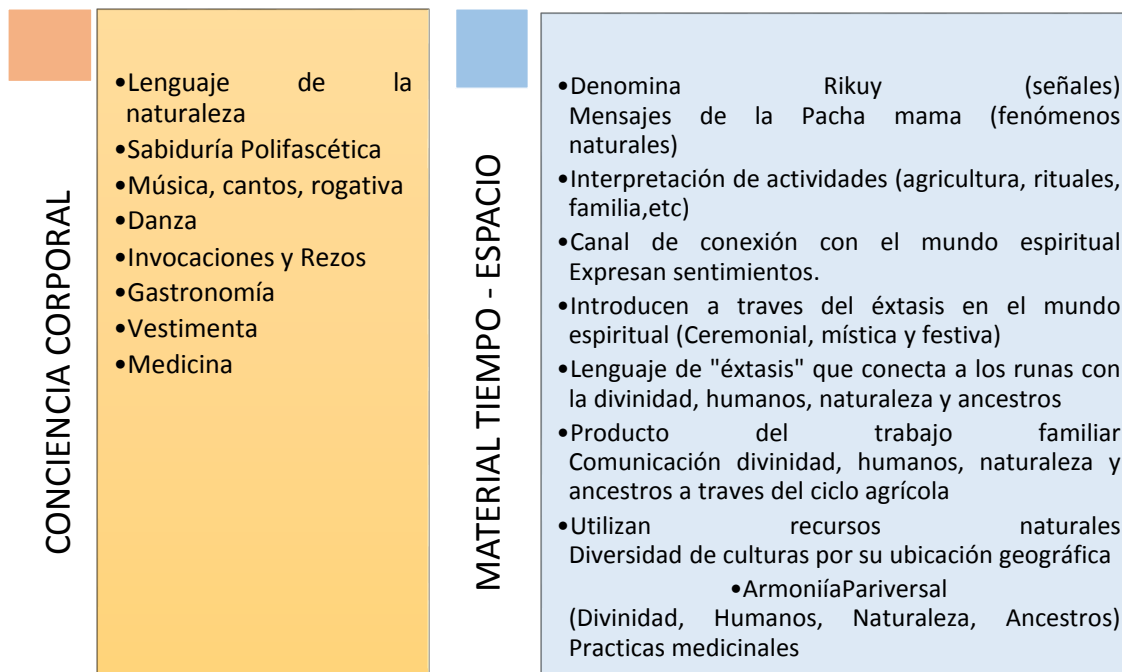 CONCIENCIA CORPORAL
•Lenguaje de la
naturaleza
•Sabiduría Polifascética
•Música, cantos, rogativa
•Danza
•Invocaciones y Rezos
•Gastronomía
•Vestimenta
•Medicina
MATERIAL TIEMPO - ESPACIO
•Denomina Rikuy (señales)
Mensajes de la Pacha mama (fenómenos
naturales)
•Interpretación de actividades (agricultura, rituales,
familia,etc)
•Canal de conexión con el mundo espiritual
Expresan sentimientos.
•Introducen a traves del éxtasis en el mundo
espiritual (Ceremonial, mística y festiva)
•Lenguaje de "éxtasis" que conecta a los runas con
la divinidad, humanos, naturaleza y ancestros
•Producto del trabajo familiar
Comunicación divinidad, humanos, naturaleza y
ancestros a traves del ciclo agrícola
•Utilizan recursos naturales
Diversidad de culturas por su ubicación geográfica
•ArmoniíaPariversal
(Divinidad, Humanos, Naturaleza, Ancestros)
Practicas medicinales